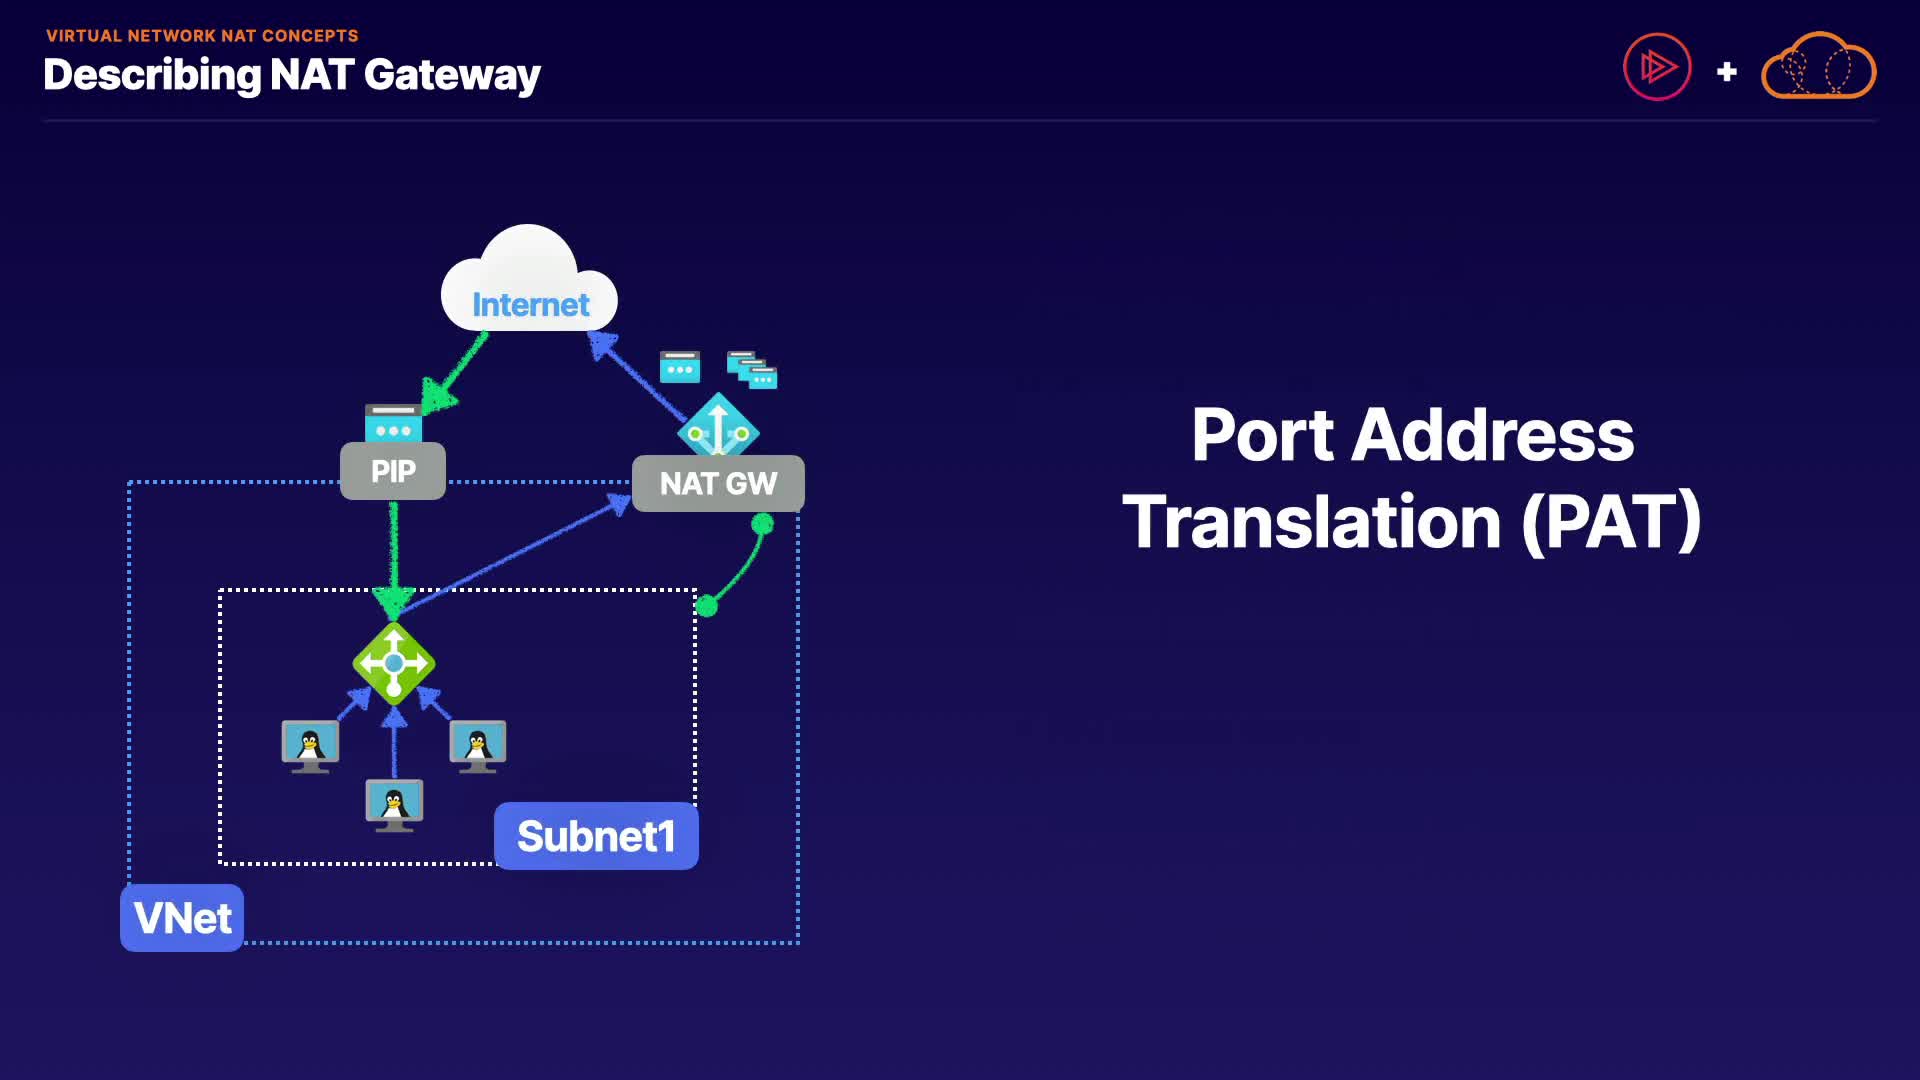 VIRTUAL NETWORK NAT CONCEPTS
Describing NAT Gateway
Internet
PIP
NAT GW
Port Address
Translation (PAT)
Subnet1
VNet